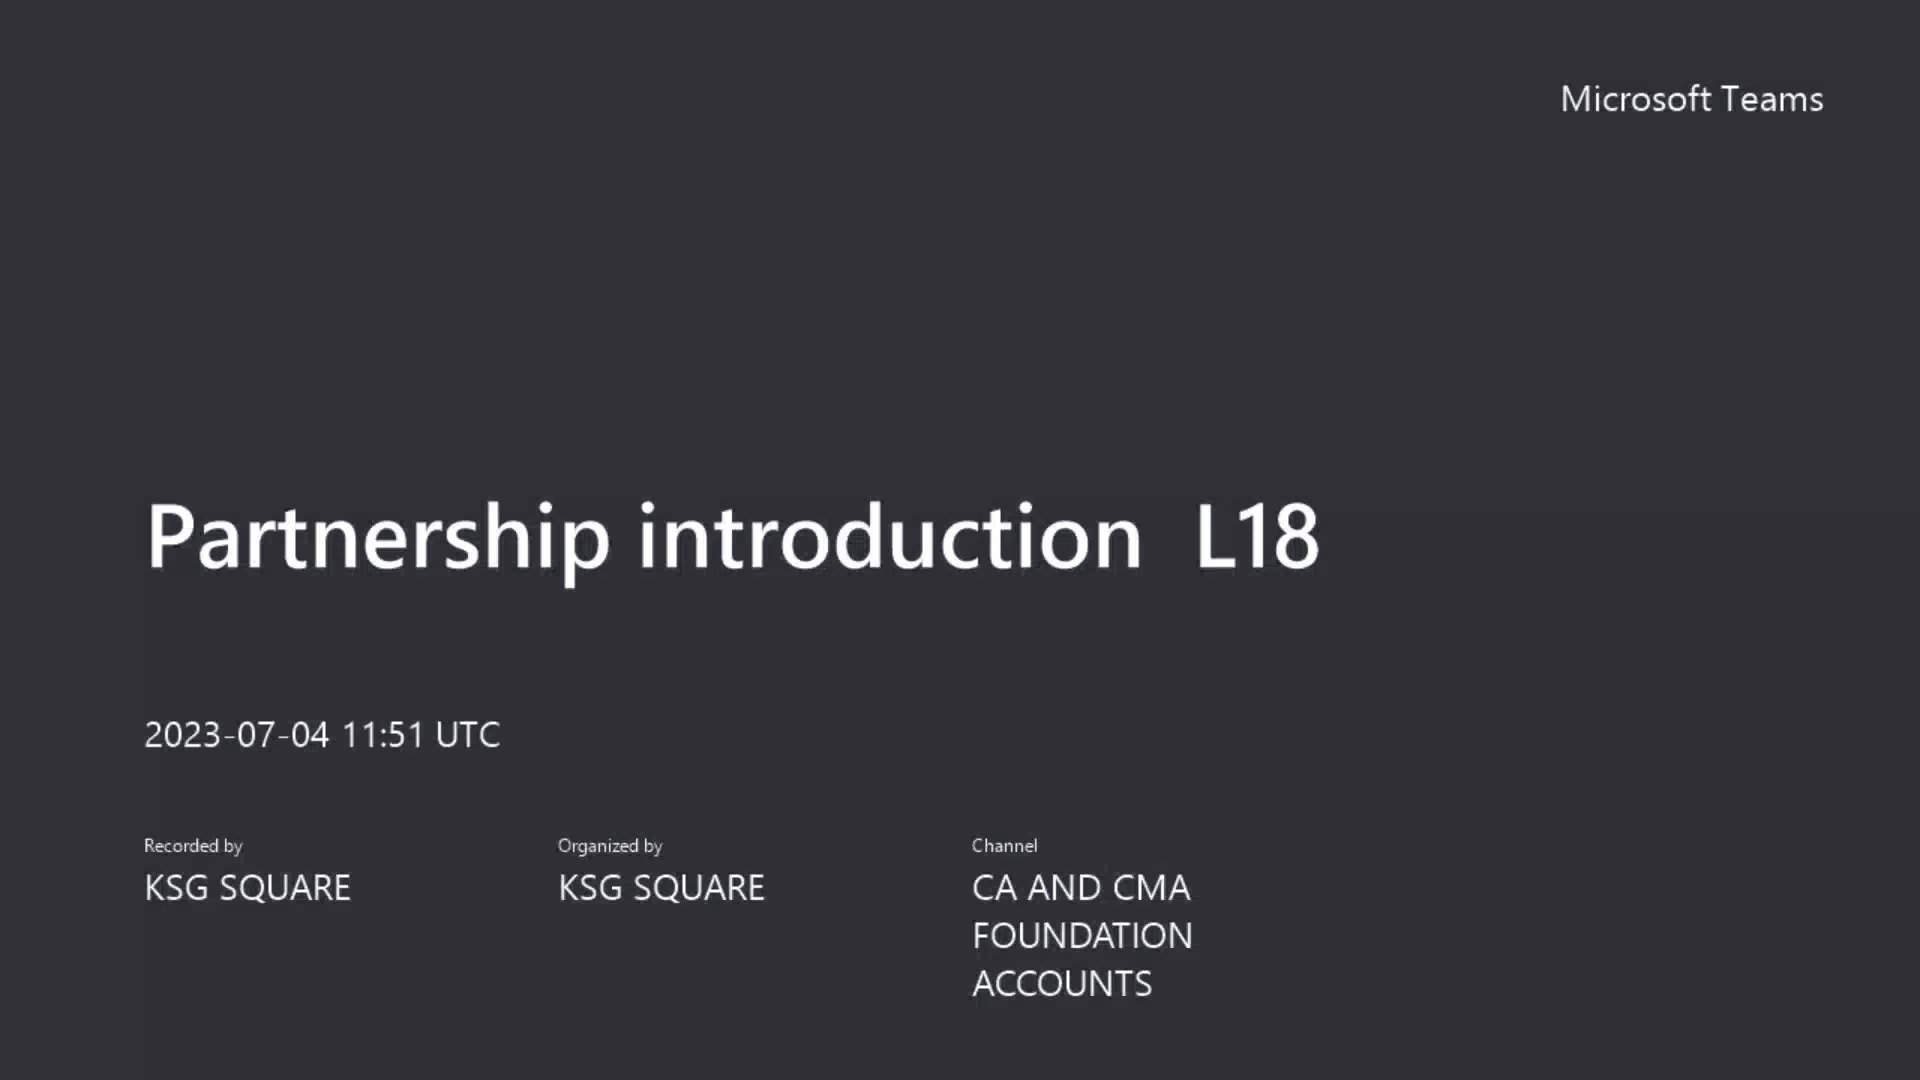 Microsoft Teams
Partnership introduction  L18
2023-07-04 11:51 UTC
Recorded by
KSG SQUARE
Organized by
KSG SQUARE
Channel
CA AND CMA
FOUNDATION
ACCOUNTS